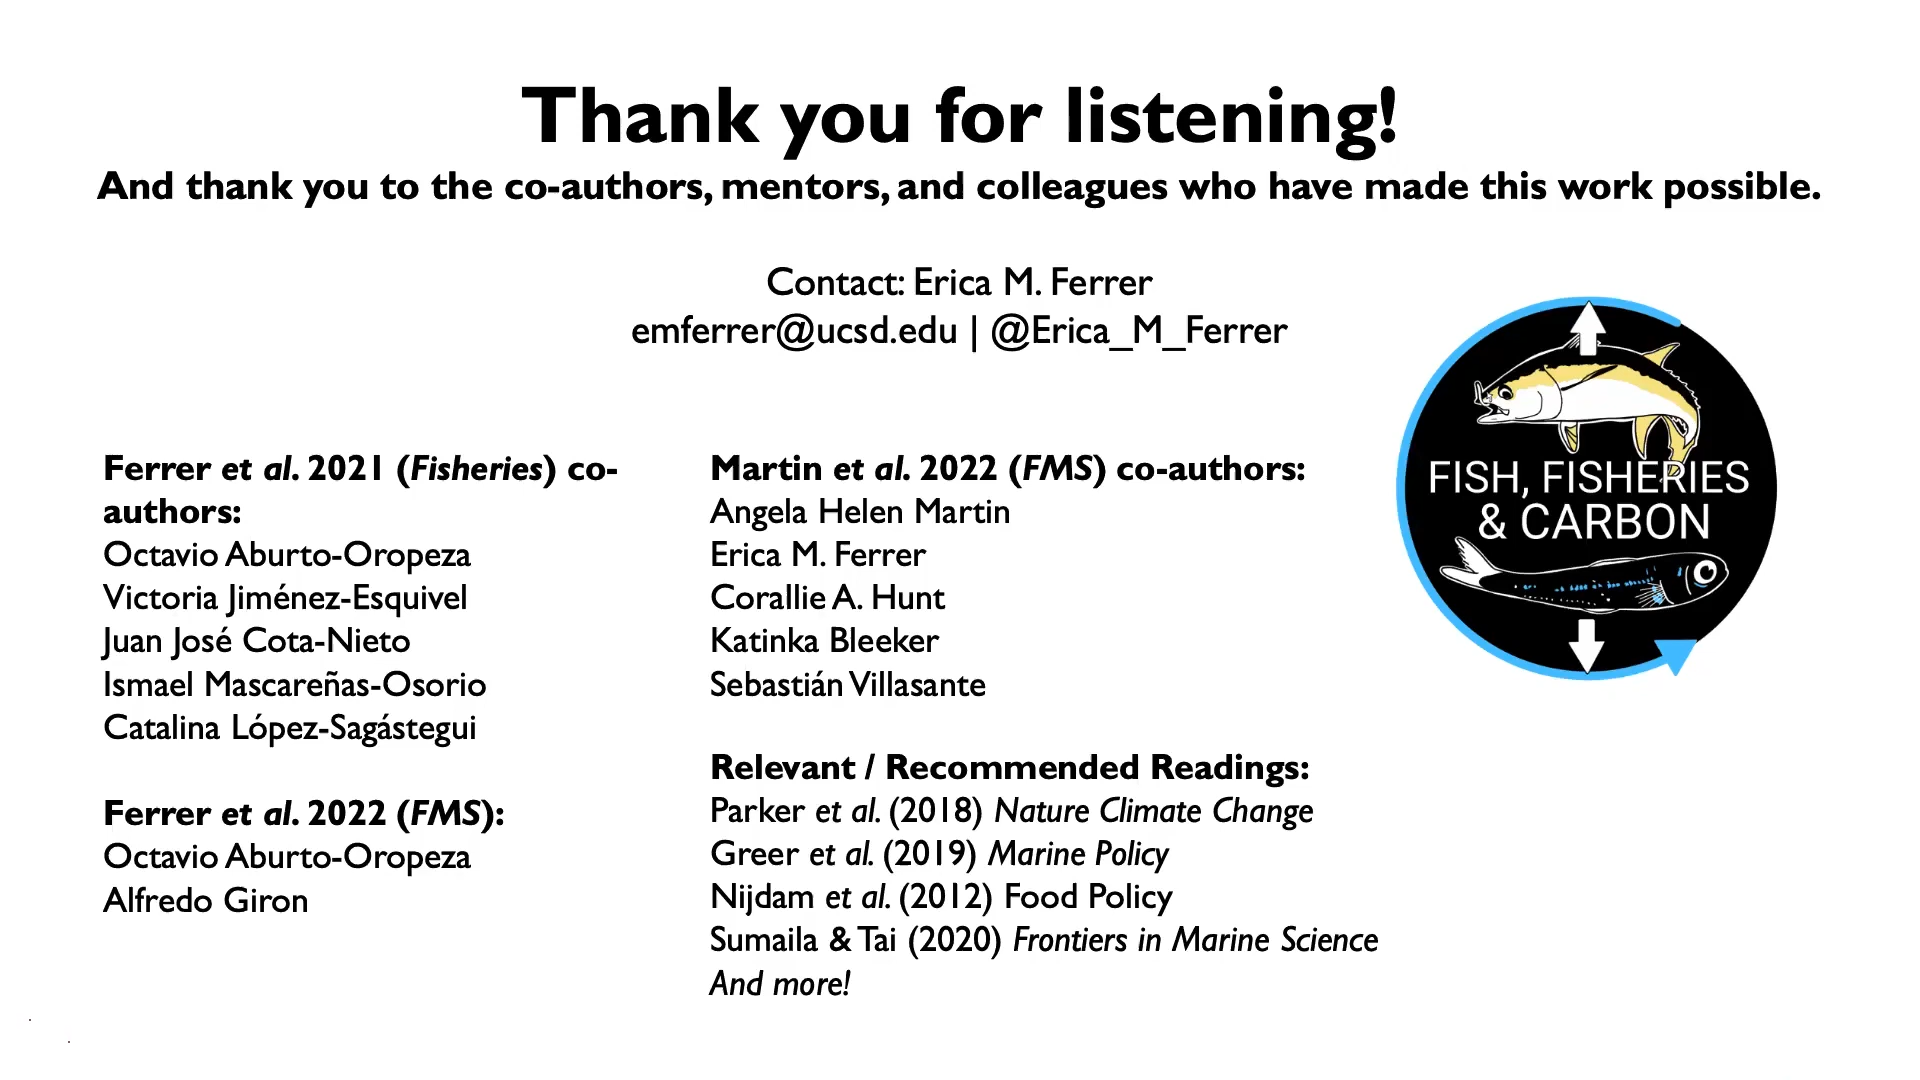 Thank you for listening!
And thank you to the co-authors, mentors, and colleagues who have made this work possible.
Contact: Erica M. Ferrer
emferrer@ucsd.edu | @Erica_M_Ferrer
Ferrer et al. 2021 (Fisheries) co-
authors:
Octavio Aburto-Oropeza
Victoria Jiménez-Esquivel
Juan José Cota-Nieto
Ismael Mascareñas-Osorio
Catalina López-Sagástegui
Ferrer et al. 2022 (FMS):
Octavio Aburto-Oropeza
Alfredo Giron
Martin et al. 2022 (FMS) co-authors:
Angela Helen Martin
Erica M. Ferrer
Corallie A. Hunt
Katinka Bleeker
Sebastián Villasante
Relevant / Recommended Readings:
Parker et al. (2018) Nature Climate Change
Greer et al. (2019) Marine Policy
Nijdam et al. (2012) Food Policy
Sumaila & Tai (2020) Frontiers in Marine Science
And more!
FISH, FISHERIES
& CARBON